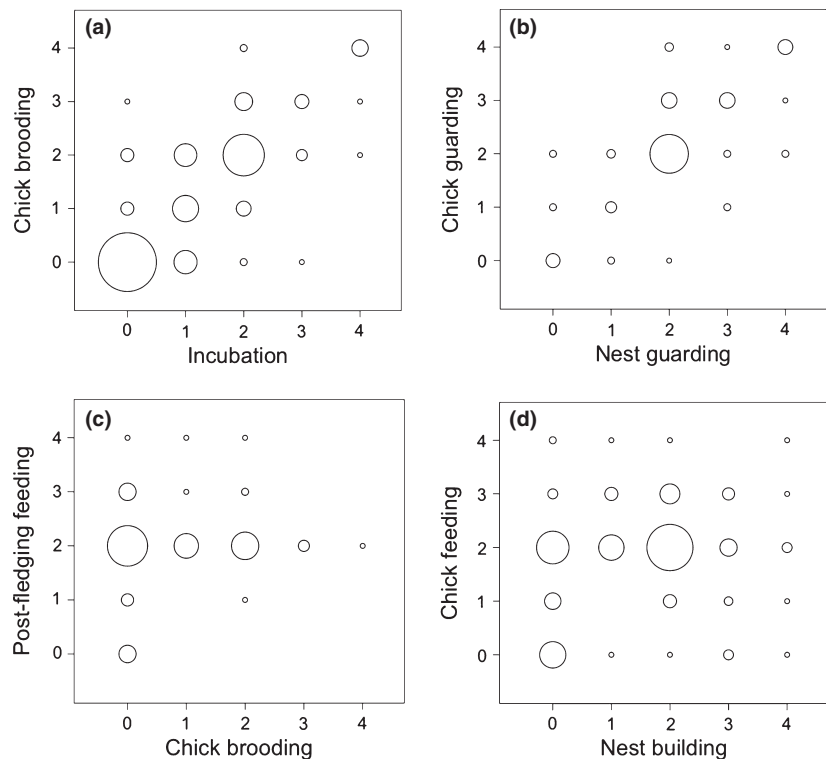 (a)
Chick brooding
4
3
2
1
0
0 1 2 3 4
Incubation
(b)
Chick guarding
4
3
2
1
0
0 1 2 3 4
Nest guarding
(c)
Post-fledging feeding
4
3
2
1
0
0 1 2 3 4
Chick brooding
(d)
Chick feeding
4
3
2
1
0
0 1 2 3 4
Nest building